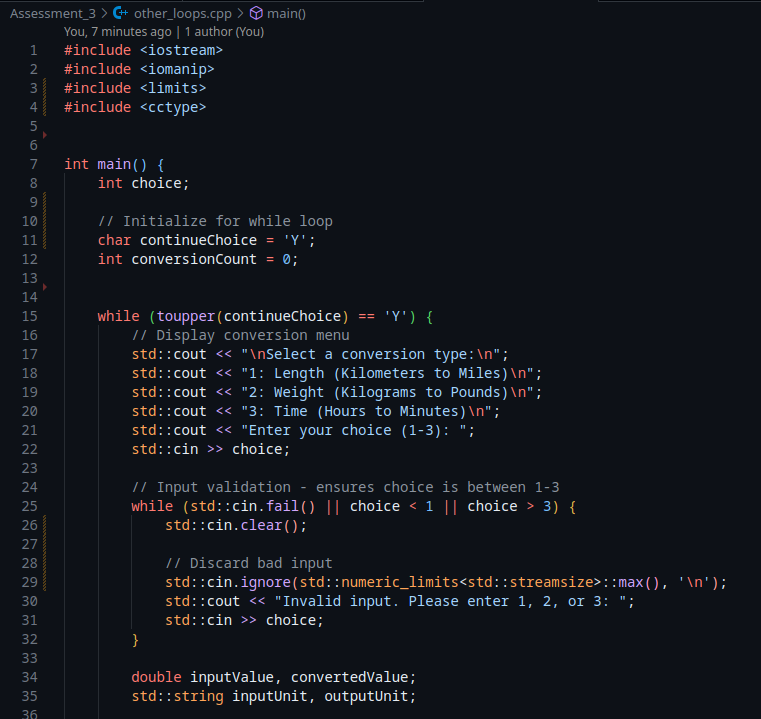 Assessment_3 > other_loops.cpp > main()
You, 7 minutes ago | 1 author (You)
1 #include <iostream>
2 #include <iomanip>
3 #include <limits>
4 #include <cctype>
5
6
7 int main() {
8     int choice;
9
10     // Initialize for while loop
11     char continueChoice = 'Y';
12     int conversionCount = 0;
13
14
15     while (toupper(continueChoice) == 'Y') {
16         // Display conversion menu
17         std::cout << "\nSelect a conversion type:\n";
18         std::cout << "1: Length (Kilometers to Miles)\n";
19         std::cout << "2: Weight (Kilograms to Pounds)\n";
20         std::cout << "3: Time (Hours to Minutes)\n";
21         std::cout << "Enter your choice (1-3): ";
22         std::cin >> choice;
23
24         // Input validation - ensures choice is between 1-3
25         while (std::cin.fail() || choice < 1 || choice > 3) {
26             std::cin.clear();
27
28             // Discard bad input
29             std::cin.ignore(std::numeric_limits<std::streamsize>::max(), '\n');
30             std::cout << "Invalid input. Please enter 1, 2, or 3: ";
31             std::cin >> choice;
32         }
33
34         double inputValue, convertedValue;
35         std::string inputUnit, outputUnit;
36